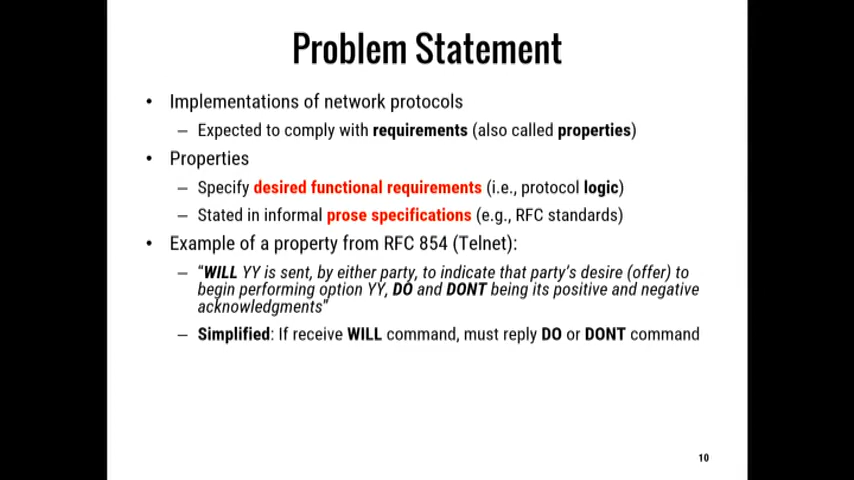 Problem Statement
• Implementations of network protocols
– Expected to comply with requirements (also called properties)
• Properties
– Specify desired functional requirements (i.e., protocol logic)
– Stated in informal prose specifications (e.g., RFC standards)
• Example of a property from RFC 854 (Telnet):
– "WILL YY is sent, by either party, to indicate that party's desire (offer) to
begin performing option YY, DO and DONT being its positive and negative
acknowledgments"
– Simplified: If receive WILL command, must reply DO or DONT command
10